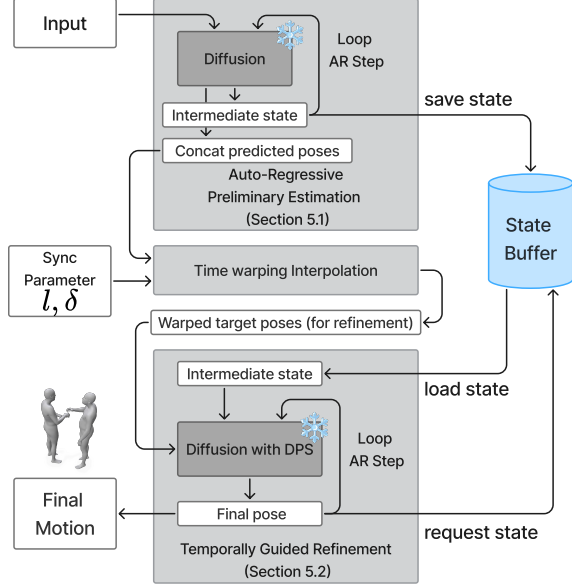 Input
Diffusion
Loop
AR Step
Intermediate state
save state
Concat predicted poses
Auto-Regressive
Preliminary Estimation
(Section 5.1)
State
Buffer
Sync
Parameter
l, δ
Time warping Interpolation
Warped target poses (for refinement)
Intermediate state
load state
Diffusion with DPS
Loop
AR Step
Final
Motion
Final pose
request state
Temporally Guided Refinement
(Section 5.2)